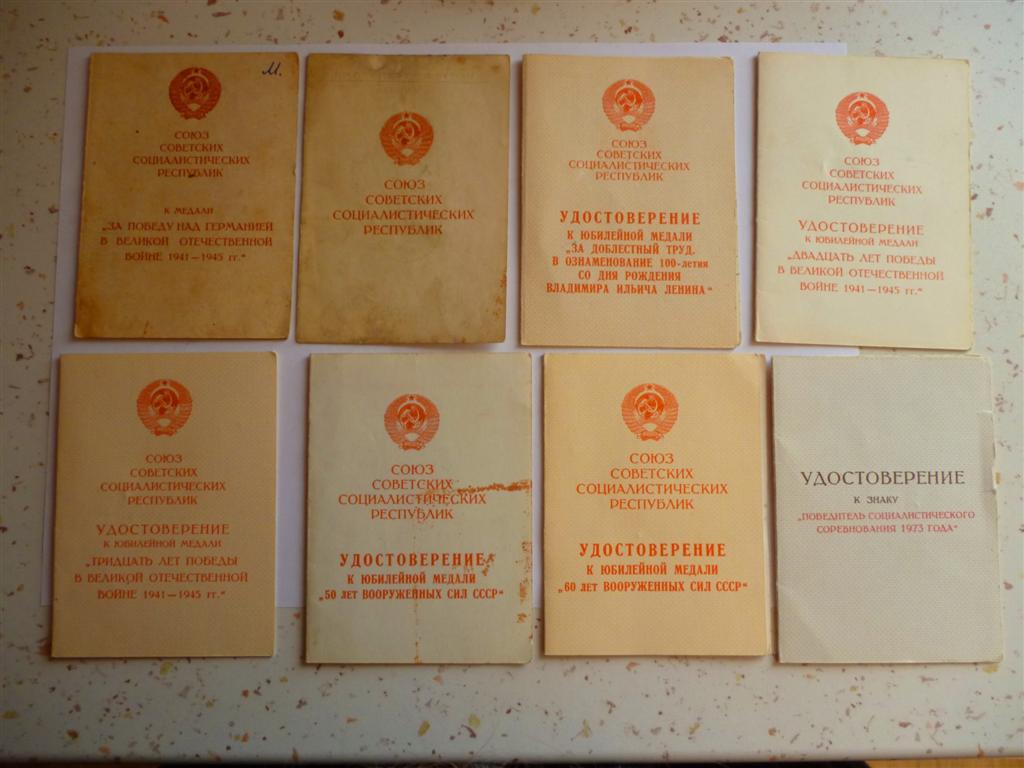 М.
СОЮЗ
СОВЕТСКИХ
СОЦИАЛИСТИЧЕСКИХ
РЕСПУБЛИК
К МЕДАЛИ
„ЗА ПОБЕДУ НАД ГЕРМАНИЕЙ
В ВЕЛИКОЙ ОТЕЧЕСТВЕННОЙ
ВОЙНЕ 1941—1945 гг.“
СОЮЗ
СОВЕТСКИХ
СОЦИАЛИСТИЧЕСКИХ
РЕСПУБЛИК
СОЮЗ
СОВЕТСКИХ
СОЦИАЛИСТИЧЕСКИХ
РЕСПУБЛИК
УДОСТОВЕРЕНИЕ
К ЮБИЛЕЙНОЙ МЕДАЛИ
„ЗА ДОБЛЕСТНЫЙ ТРУД.
В ОЗНАМЕНОВАНИЕ 100-летия
СО ДНЯ РОЖДЕНИЯ
ВЛАДИМИРА ИЛЬИЧА ЛЕНИНА“
СОЮЗ
СОВЕТСКИХ
СОЦИАЛИСТИЧЕСКИХ
РЕСПУБЛИК
УДОСТОВЕРЕНИЕ
К ЮБИЛЕЙНОЙ МЕДАЛИ
„ДВАДЦАТЬ ЛЕТ ПОБЕДЫ
В ВЕЛИКОЙ ОТЕЧЕСТВЕННОЙ
ВОЙНЕ 1941—1945 гг.“
СОЮЗ
СОВЕТСКИХ
СОЦИАЛИСТИЧЕСКИХ
РЕСПУБЛИК
УДОСТОВЕРЕНИЕ
К ЮБИЛЕЙНОЙ МЕДАЛИ
„ТРИДЦАТЬ ЛЕТ ПОБЕДЫ
В ВЕЛИКОЙ ОТЕЧЕСТВЕННОЙ
ВОЙНЕ 1941—1945 гг.“
СОЮЗ
СОВЕТСКИХ
СОЦИАЛИСТИЧЕСКИХ
РЕСПУБЛИК
УДОСТОВЕРЕНИЕ
К ЮБИЛЕЙНОЙ МЕДАЛИ
„50 ЛЕТ ВООРУЖЕННЫХ СИЛ СССР“
СОЮЗ
СОВЕТСКИХ
СОЦИАЛИСТИЧЕСКИХ
РЕСПУБЛИК
УДОСТОВЕРЕНИЕ
К ЮБИЛЕЙНОЙ МЕДАЛИ
„60 ЛЕТ ВООРУЖЕННЫХ СИЛ СССР“
УДОСТОВЕРЕНИЕ
К ЗНАКУ
„ПОБЕДИТЕЛЬ СОЦИАЛИСТИЧЕСКОГО
СОРЕВНОВАНИЯ 1973 ГОДА“